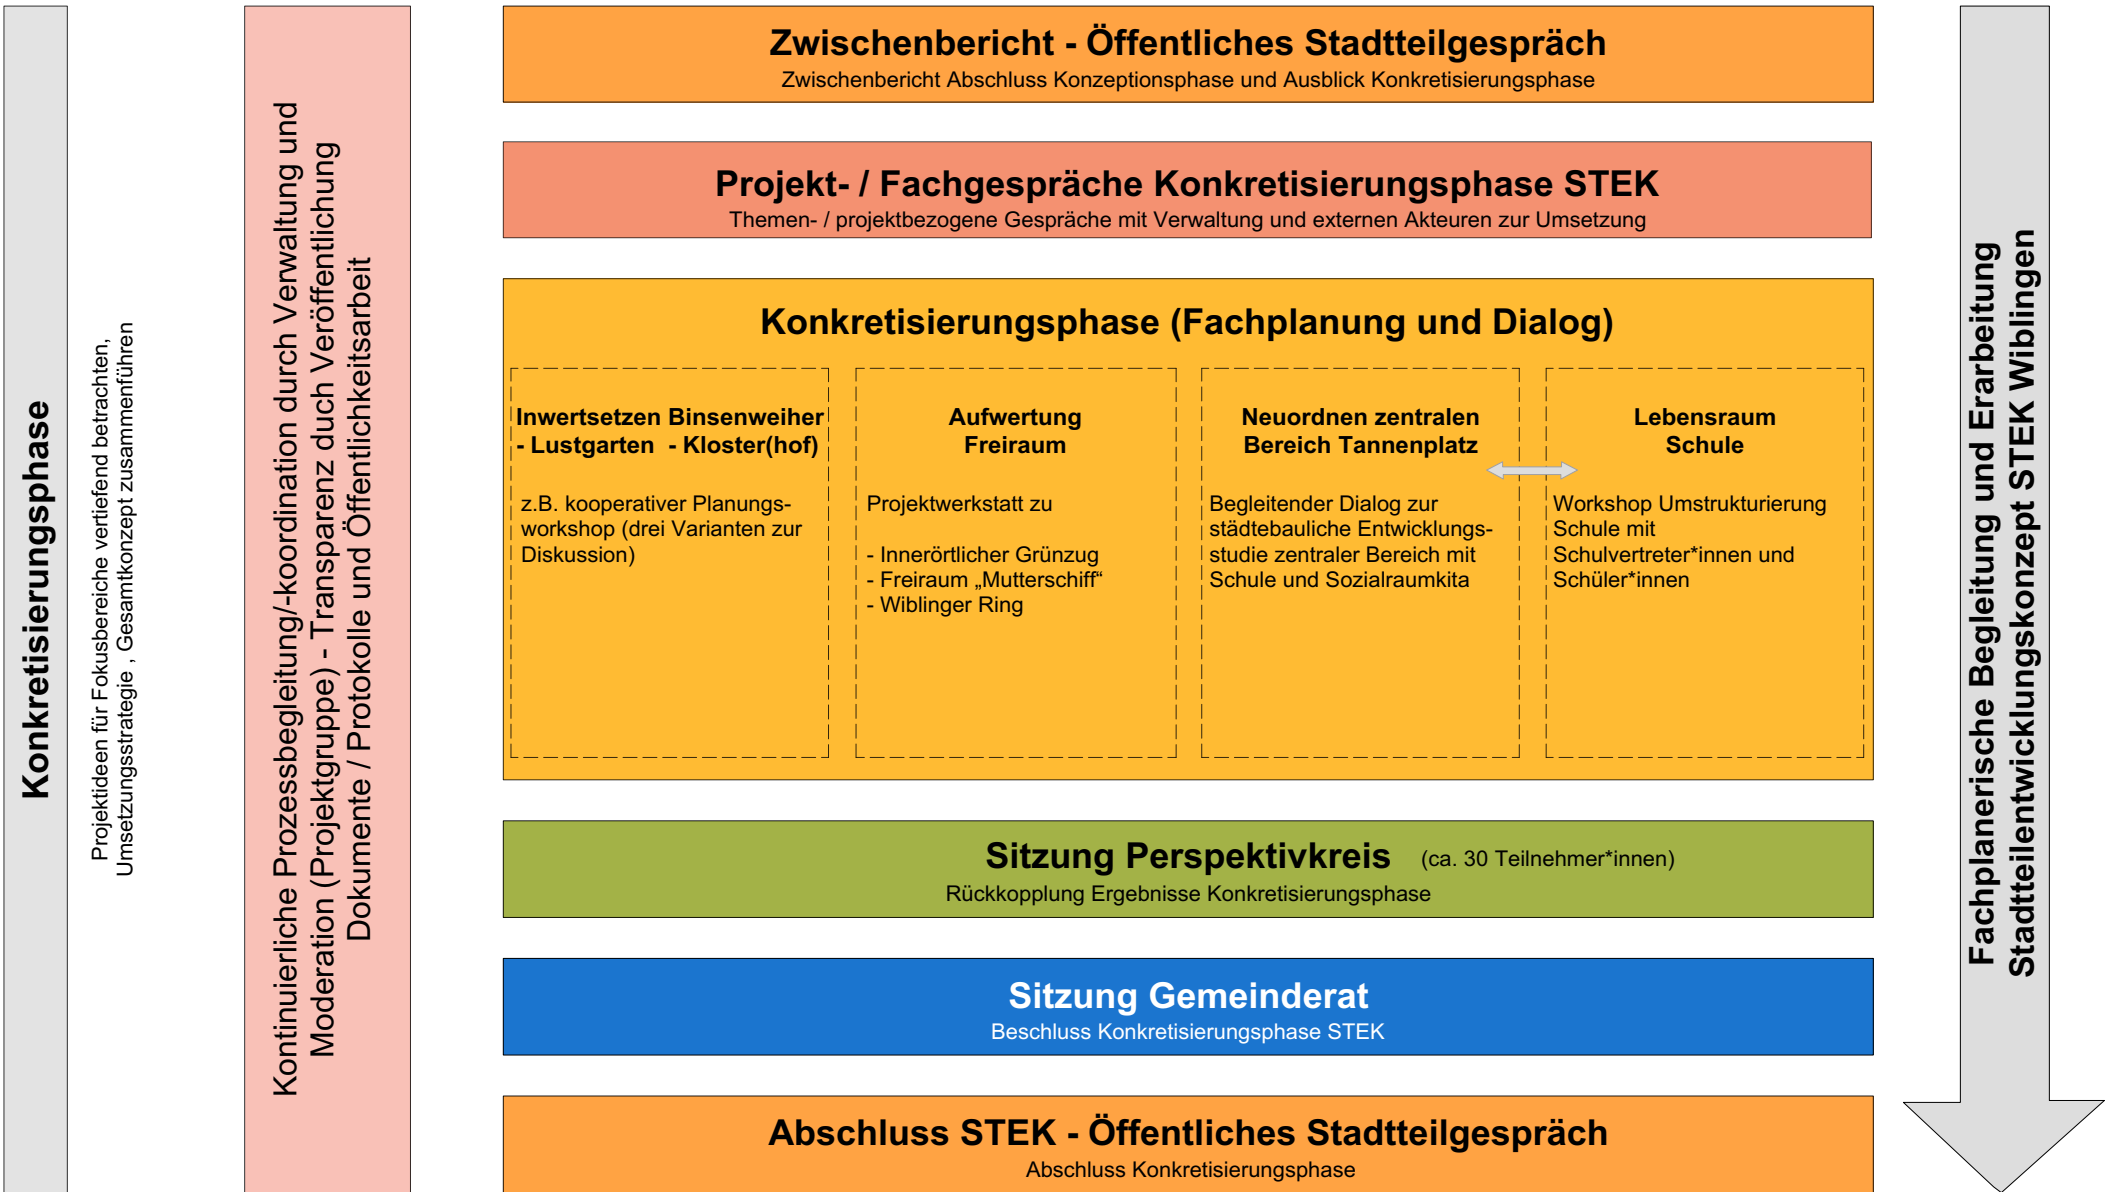 Konkretisierungsphase
Projektideen für Fokusbereiche vertiefend betrachten,
Umsetzungsstrategie , Gesamtkonzept zusammenführen
Kontinuierliche Prozessbegleitung/-koordination durch Verwaltung und
Moderation (Projektgruppe) - Transparenz duch Veröffentlichung
Dokumente / Protokolle und Öffentlichkeitsarbeit
Zwischenbericht - Öffentliches Stadtteilgespräch
Zwischenbericht Abschluss Konzeptionsphase und Ausblick Konkretisierungsphase
Projekt- / Fachgespräche Konkretisierungsphase STEK
Themen- / projektbezogene Gespräche mit Verwaltung und externen Akteuren zur Umsetzung
Konkretisierungsphase (Fachplanung und Dialog)
Inwertsetzen Binsenweiher
- Lustgarten - Kloster(hof)
z.B. kooperativer Planungs-
workshop (drei Varianten zur
Diskussion)
Aufwertung
Freiraum
Projektwerkstatt zu
- Innerörtlicher Grünzug
- Freiraum „Mutterschiff“
- Wiblinger Ring
Neuordnen zentralen
Bereich Tannenplatz
Begleitender Dialog zur
städtebauliche Entwicklungs-
studie zentraler Bereich mit
Schule und Sozialraumkita
Lebensraum
Schule
Workshop Umstrukturierung
Schule mit
Schulvertreter*innen und
Schüler*innen
Sitzung Perspektivkreis (ca. 30 Teilnehmer*innen)
Rückkopplung Ergebnisse Konkretisierungsphase
Sitzung Gemeinderat
Beschluss Konkretisierungsphase STEK
Abschluss STEK - Öffentliches Stadtteilgespräch
Abschluss Konkretisierungsphase
Fachplanerische Begleitung und Erarbeitung
Stadtteilentwicklungskonzept STEK Wiblingen